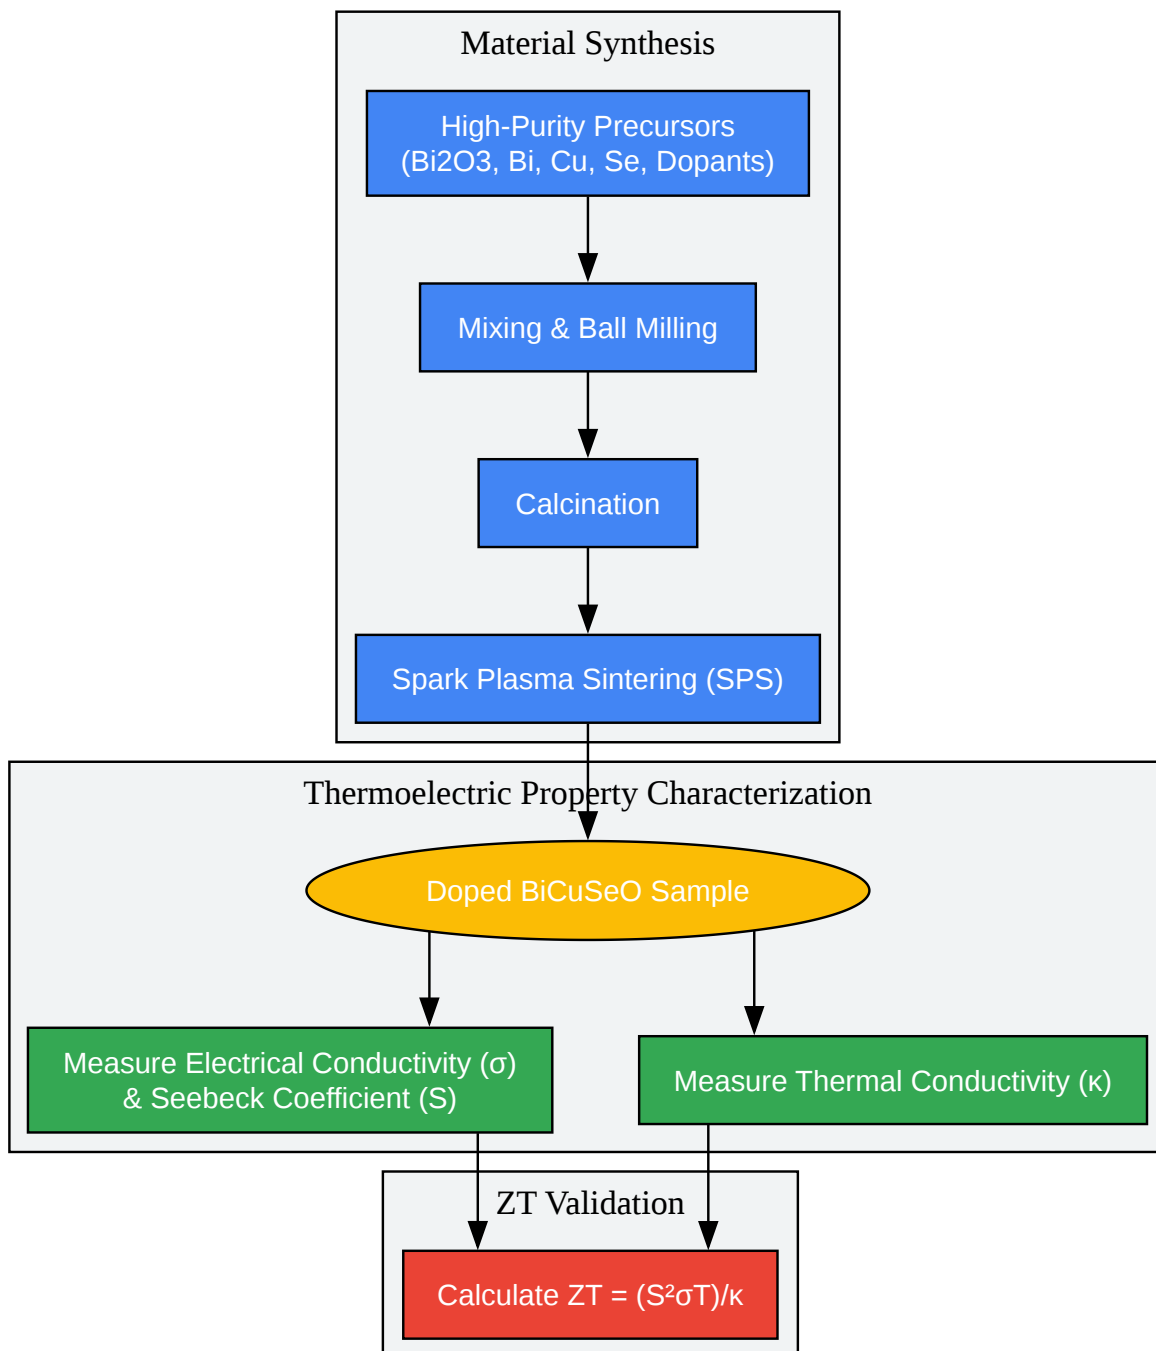 Material Synthesis
High-Purity Precursors
(Bi2O3, Bi, Cu, Se, Dopants)
Mixing & Ball Milling
Calcination
Spark Plasma Sintering (SPS)
Thermoelectric Property Characterization
Doped BiCuSeO Sample
Measure Electrical Conductivity (σ)
& Seebeck Coefficient (S)
Measure Thermal Conductivity (κ)
ZT Validation
Calculate ZT = (S²σT)/κ